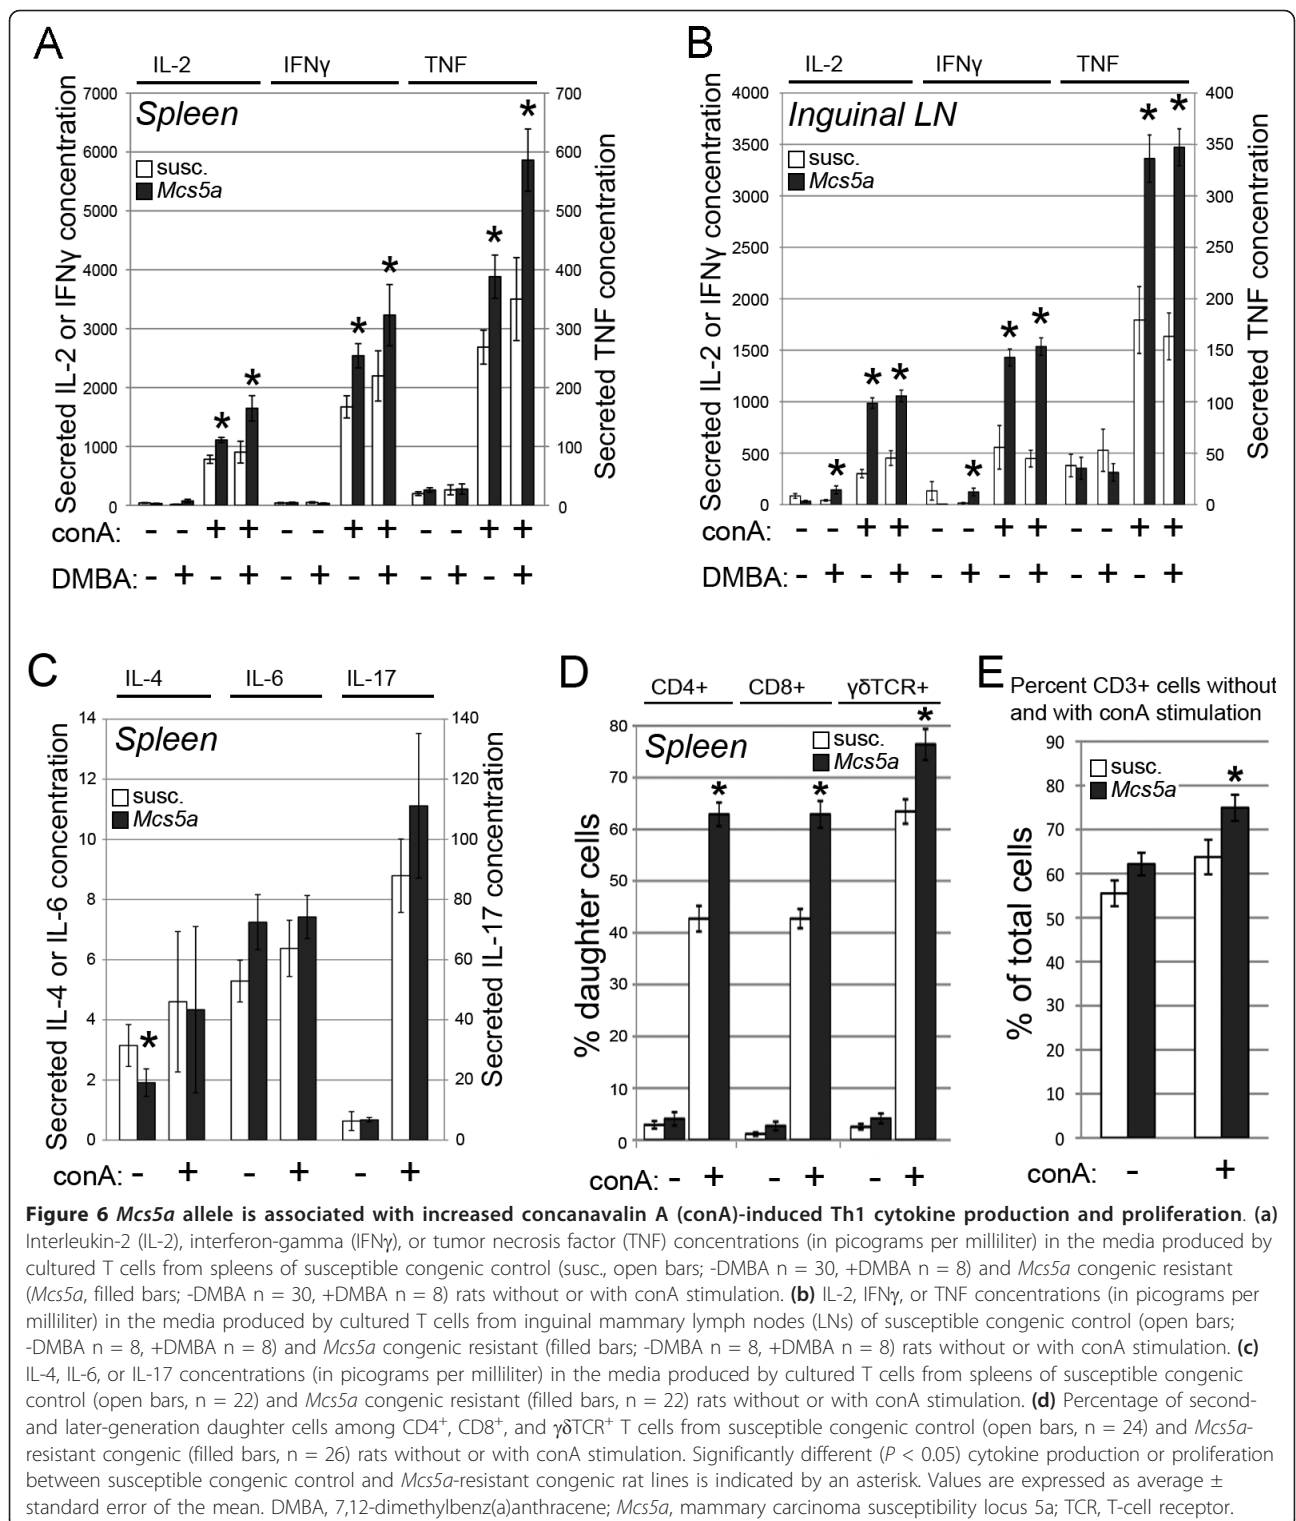 A
IL-2 IFNγ TNF
Spleen
susc.
Mcs5a
Secreted IL-2 or IFNγ concentration
7000
6000
5000
4000
3000
2000
1000
0
Secreted TNF concentration
700
600
500
400
300
200
100
0
* * * * * *
conA: - - + + - - + + - - + +
DMBA: - + - + - + - + - + - +
B
IL-2 IFNγ TNF
Inguinal LN
susc.
Mcs5a
Secreted IL-2 or IFNγ concentration
4000
3500
3000
2500
2000
1500
1000
500
0
Secreted TNF concentration
400
350
300
250
200
150
100
50
0
* * * * * * * *
conA: - - + + - - + + - - + +
DMBA: - + - + - + - + - + - +
C
IL-4 IL-6 IL-17
Spleen
susc.
Mcs5a
Secreted IL-4 or IL-6 concentration
14
12
10
8
6
4
2
0
Secreted IL-17 concentration
140
120
100
80
60
40
20
0
*
conA: - + - + - +
D
CD4+ CD8+ γδTCR+
Spleen
susc.
Mcs5a
% daughter cells
80
70
60
50
40
30
20
10
0
* * *
conA: - + - + - +
E
Percent CD3+ cells without
and with conA stimulation
susc.
Mcs5a
% of total cells
90
80
70
60
50
40
30
20
10
0
*
conA: - +
Figure 6 Mcs5a allele is associated with increased concanavalin A (conA)-induced Th1 cytokine production and proliferation. (a)
Interleukin-2 (IL-2), interferon-gamma (IFNγ), or tumor necrosis factor (TNF) concentrations (in picograms per milliliter) in the media produced by
cultured T cells from spleens of susceptible congenic control (susc., open bars; -DMBA n = 30, +DMBA n = 8) and Mcs5a congenic resistant
(Mcs5a, filled bars; -DMBA n = 30, +DMBA n = 8) rats without or with conA stimulation. (b) IL-2, IFNγ, or TNF concentrations (in picograms per
milliliter) in the media produced by cultured T cells from inguinal mammary lymph nodes (LNs) of susceptible congenic control (open bars;
-DMBA n = 8, +DMBA n = 8) and Mcs5a congenic resistant (filled bars; -DMBA n = 8, +DMBA n = 8) rats without or with conA stimulation. (c)
IL-4, IL-6, or IL-17 concentrations (in picograms per milliliter) in the media produced by cultured T cells from spleens of susceptible congenic
control (open bars, n = 22) and Mcs5a congenic resistant (filled bars, n = 22) rats without or with conA stimulation. (d) Percentage of second-
and later-generation daughter cells among CD4⁺, CD8⁺, and γδTCR⁺ T cells from susceptible congenic control (open bars, n = 24) and Mcs5a-
resistant congenic (filled bars, n = 26) rats without or with conA stimulation. Significantly different (P < 0.05) cytokine production or proliferation
between susceptible congenic control and Mcs5a-resistant congenic rat lines is indicated by an asterisk. Values are expressed as average ±
standard error of the mean. DMBA, 7,12-dimethylbenz(a)anthracene; Mcs5a, mammary carcinoma susceptibility locus 5a; TCR, T-cell receptor.